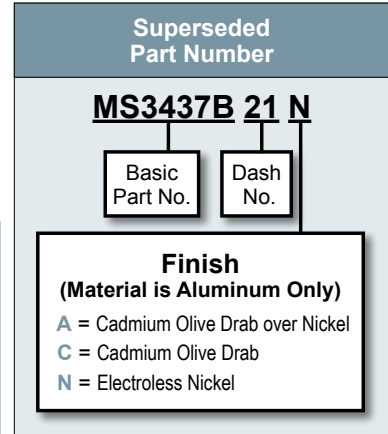 Superseded
Part Number
MS3437B 21 N
Basic
Part No.
Dash
No.
Finish
(Material is Aluminum Only)
A = Cadmium Olive Drab over Nickel
C = Cadmium Olive Drab
N = Electroless Nickel